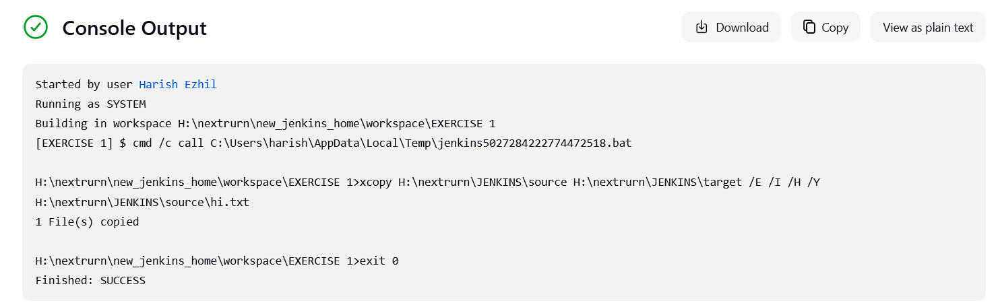 Console Output
Download
Copy
View as plain text
Started by user Harish Ezhil
Running as SYSTEM
Building in workspace H:\nextrurn\new_jenkins_home\workspace\EXERCISE 1
[EXERCISE 1] $ cmd /c call C:\Users\harish\AppData\Local\Temp\jenkins5027284222774472518.bat

H:\nextrurn\new_jenkins_home\workspace\EXERCISE 1>xcopy H:\nextrurn\JENKINS\source H:\nextrurn\JENKINS\target /E /I /H /Y
H:\nextrurn\JENKINS\source\hi.txt
1 File(s) copied

H:\nextrurn\new_jenkins_home\workspace\EXERCISE 1>exit 0
Finished: SUCCESS